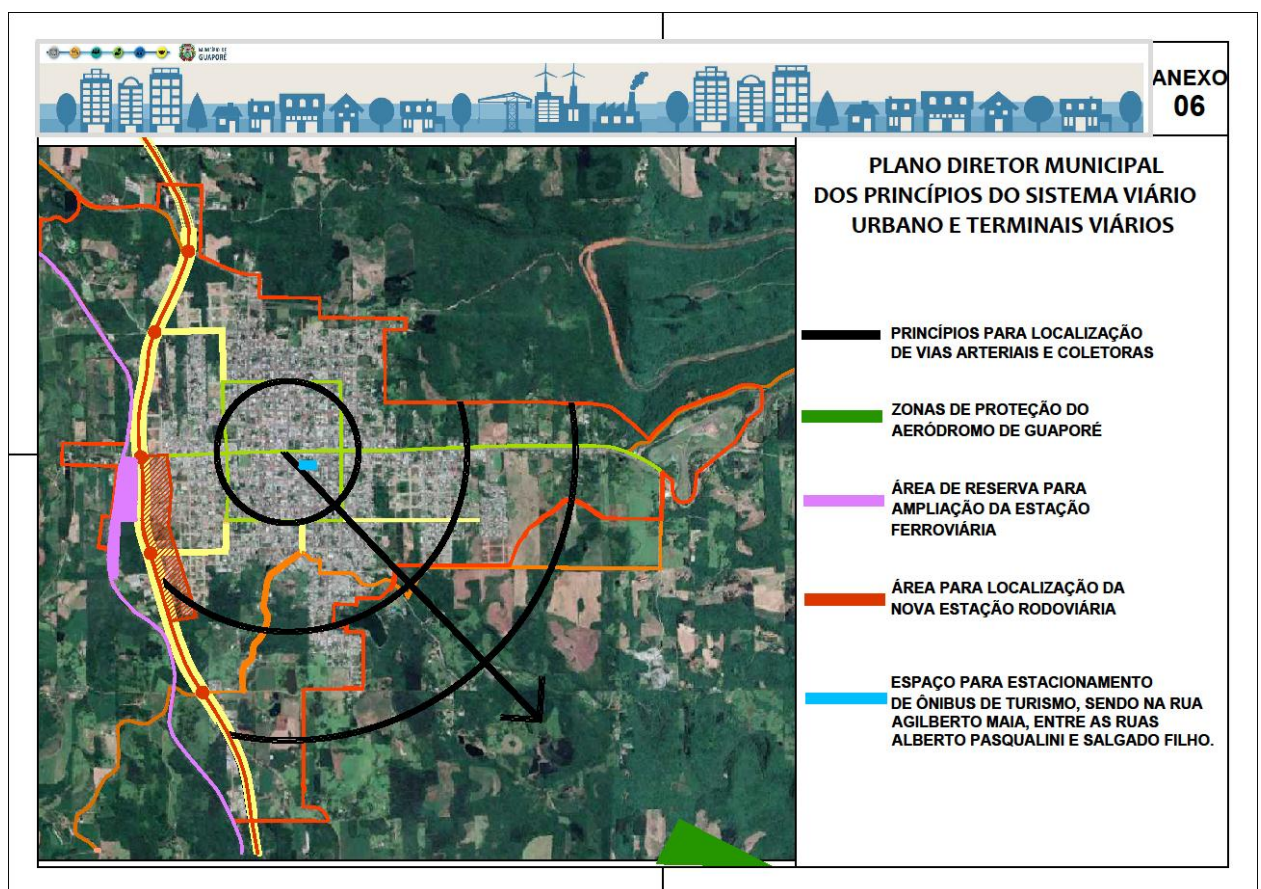 MUNICÍPIO DE
GUAPORÉ
ANEXO
06
PLANO DIRETOR MUNICIPAL
DOS PRINCÍPIOS DO SISTEMA VIÁRIO
URBANO E TERMINAIS VIÁRIOS
PRINCÍPIOS PARA LOCALIZAÇÃO
DE VIAS ARTERIAIS E COLETORAS
ZONAS DE PROTEÇÃO DO
AERÓDROMO DE GUAPORÉ
ÁREA DE RESERVA PARA
AMPLIAÇÃO DA ESTAÇÃO
FERROVIÁRIA
ÁREA PARA LOCALIZAÇÃO DA
NOVA ESTAÇÃO RODOVIÁRIA
ESPAÇO PARA ESTACIONAMENTO
DE ÔNIBUS DE TURISMO, SENDO NA RUA
AGILBERTO MAIA, ENTRE AS RUAS
ALBERTO PASQUALINI E SALGADO FILHO.